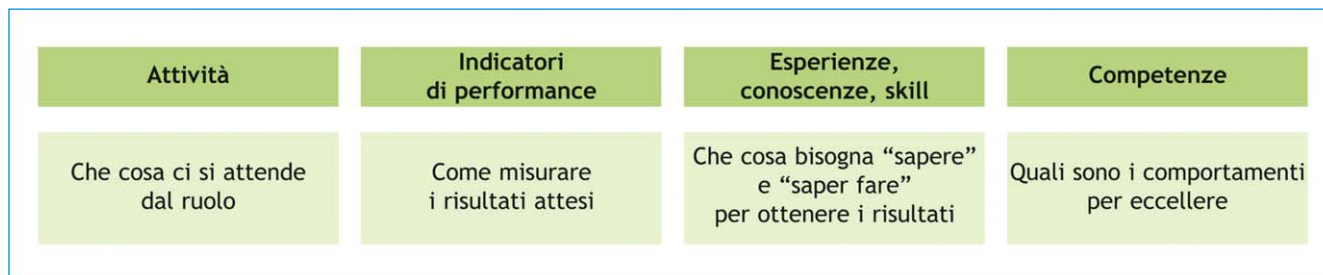 Attività
Indicatori
di performance
Esperienze,
conoscenze, skill
Competenze
Che cosa ci si attende
dal ruolo
Come misurare
i risultati attesi
Che cosa bisogna “sapere”
e “saper fare”
per ottenere i risultati
Quali sono i comportamenti
per eccellere